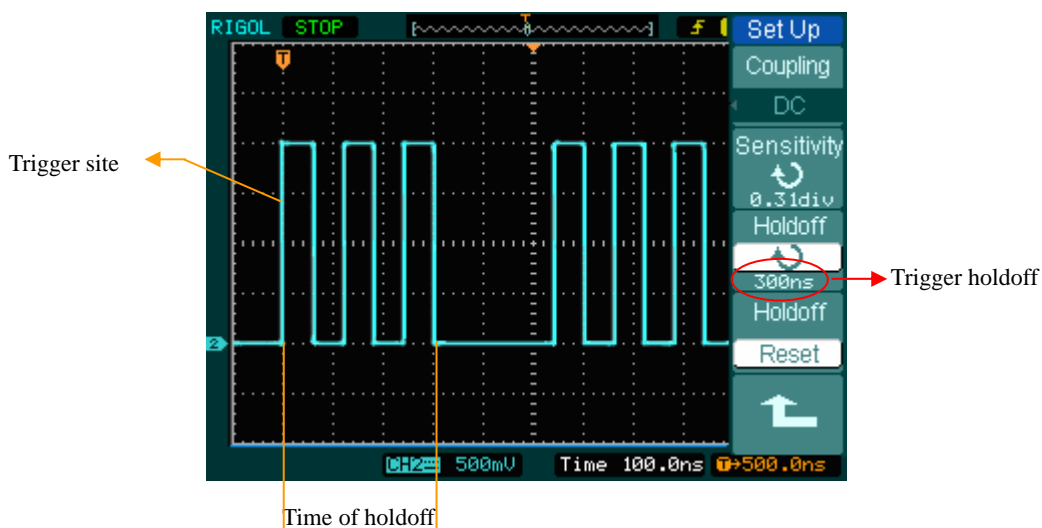 RIGOL STOP
T
T
2
Set Up
Coupling
DC
Sensitivity
0.31div
Holdoff
300ns
Holdoff
Reset
CH2 500mV Time 100.0ns T→500.0ns
Trigger site
Trigger holdoff
Time of holdoff